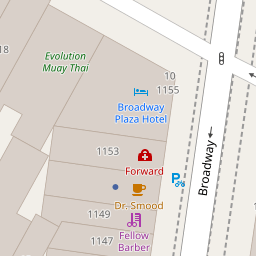 18
Evolution
Muay Thai
10
1155
Broadway
Plaza Hotel
1153
Forward
Broadway
Dr. Smood
1149
Fellow
Barber
1147